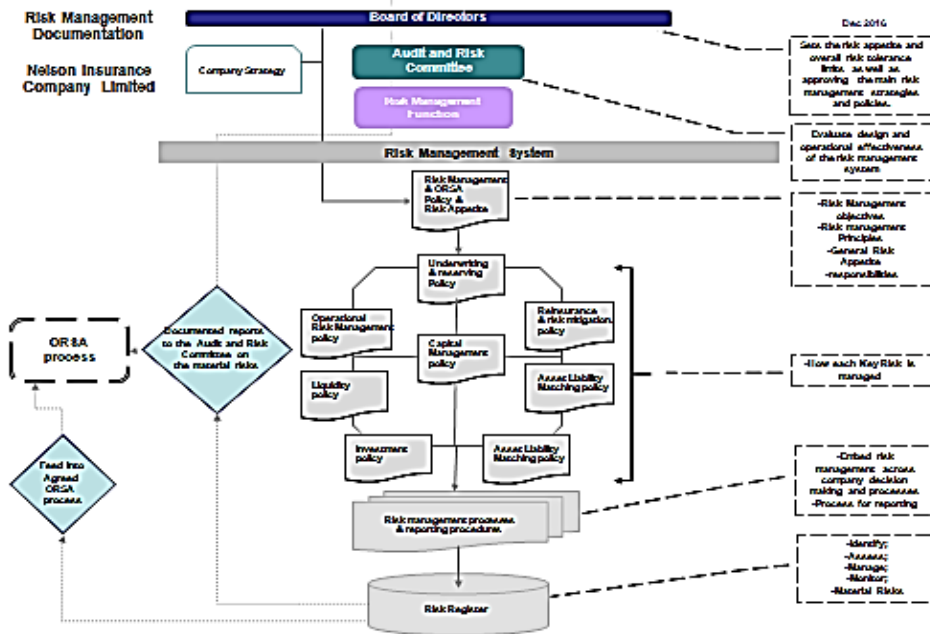 Risk Management
Documentation
Nelson Insurance
Company Limited
Board of Directors
Company Strategy
Audit and Risk
Committee
Risk Management
Function
Risk Management System
Risk Management
& ORSA
Policy &
Risk Appetite
Underwriting
& reserving
Policy
Operational
Risk Management
policy
Reinsurance
& risk mitigation
policy
Capital
Management
policy
Liquidity
policy
Asset Liability
Matching policy
Investment
policy
Asset Liability
Matching policy
Risk management processes
& reporting procedures
Risk Register
ORSA
process
Documented reports
to the Audit and Risk
Committee on
the material risks
Feed into
Agreed
ORSA
process
Dec 2016
Sets the risk appetite and
overall risk tolerance
limits as well as
approving the main risk
management strategies
and policies.
Evaluate design and
operational effectiveness
of the risk management
system
-Risk Management
objectives
-Risk management
Principles
-General Risk
Appetite
-responsibilities
-How each Key Risk is
managed
-Embed risk
management across
company decision
making and processes
-Process for reporting
-Identify;
-Assess;
-Manage;
-Monitor;
-Material Risks